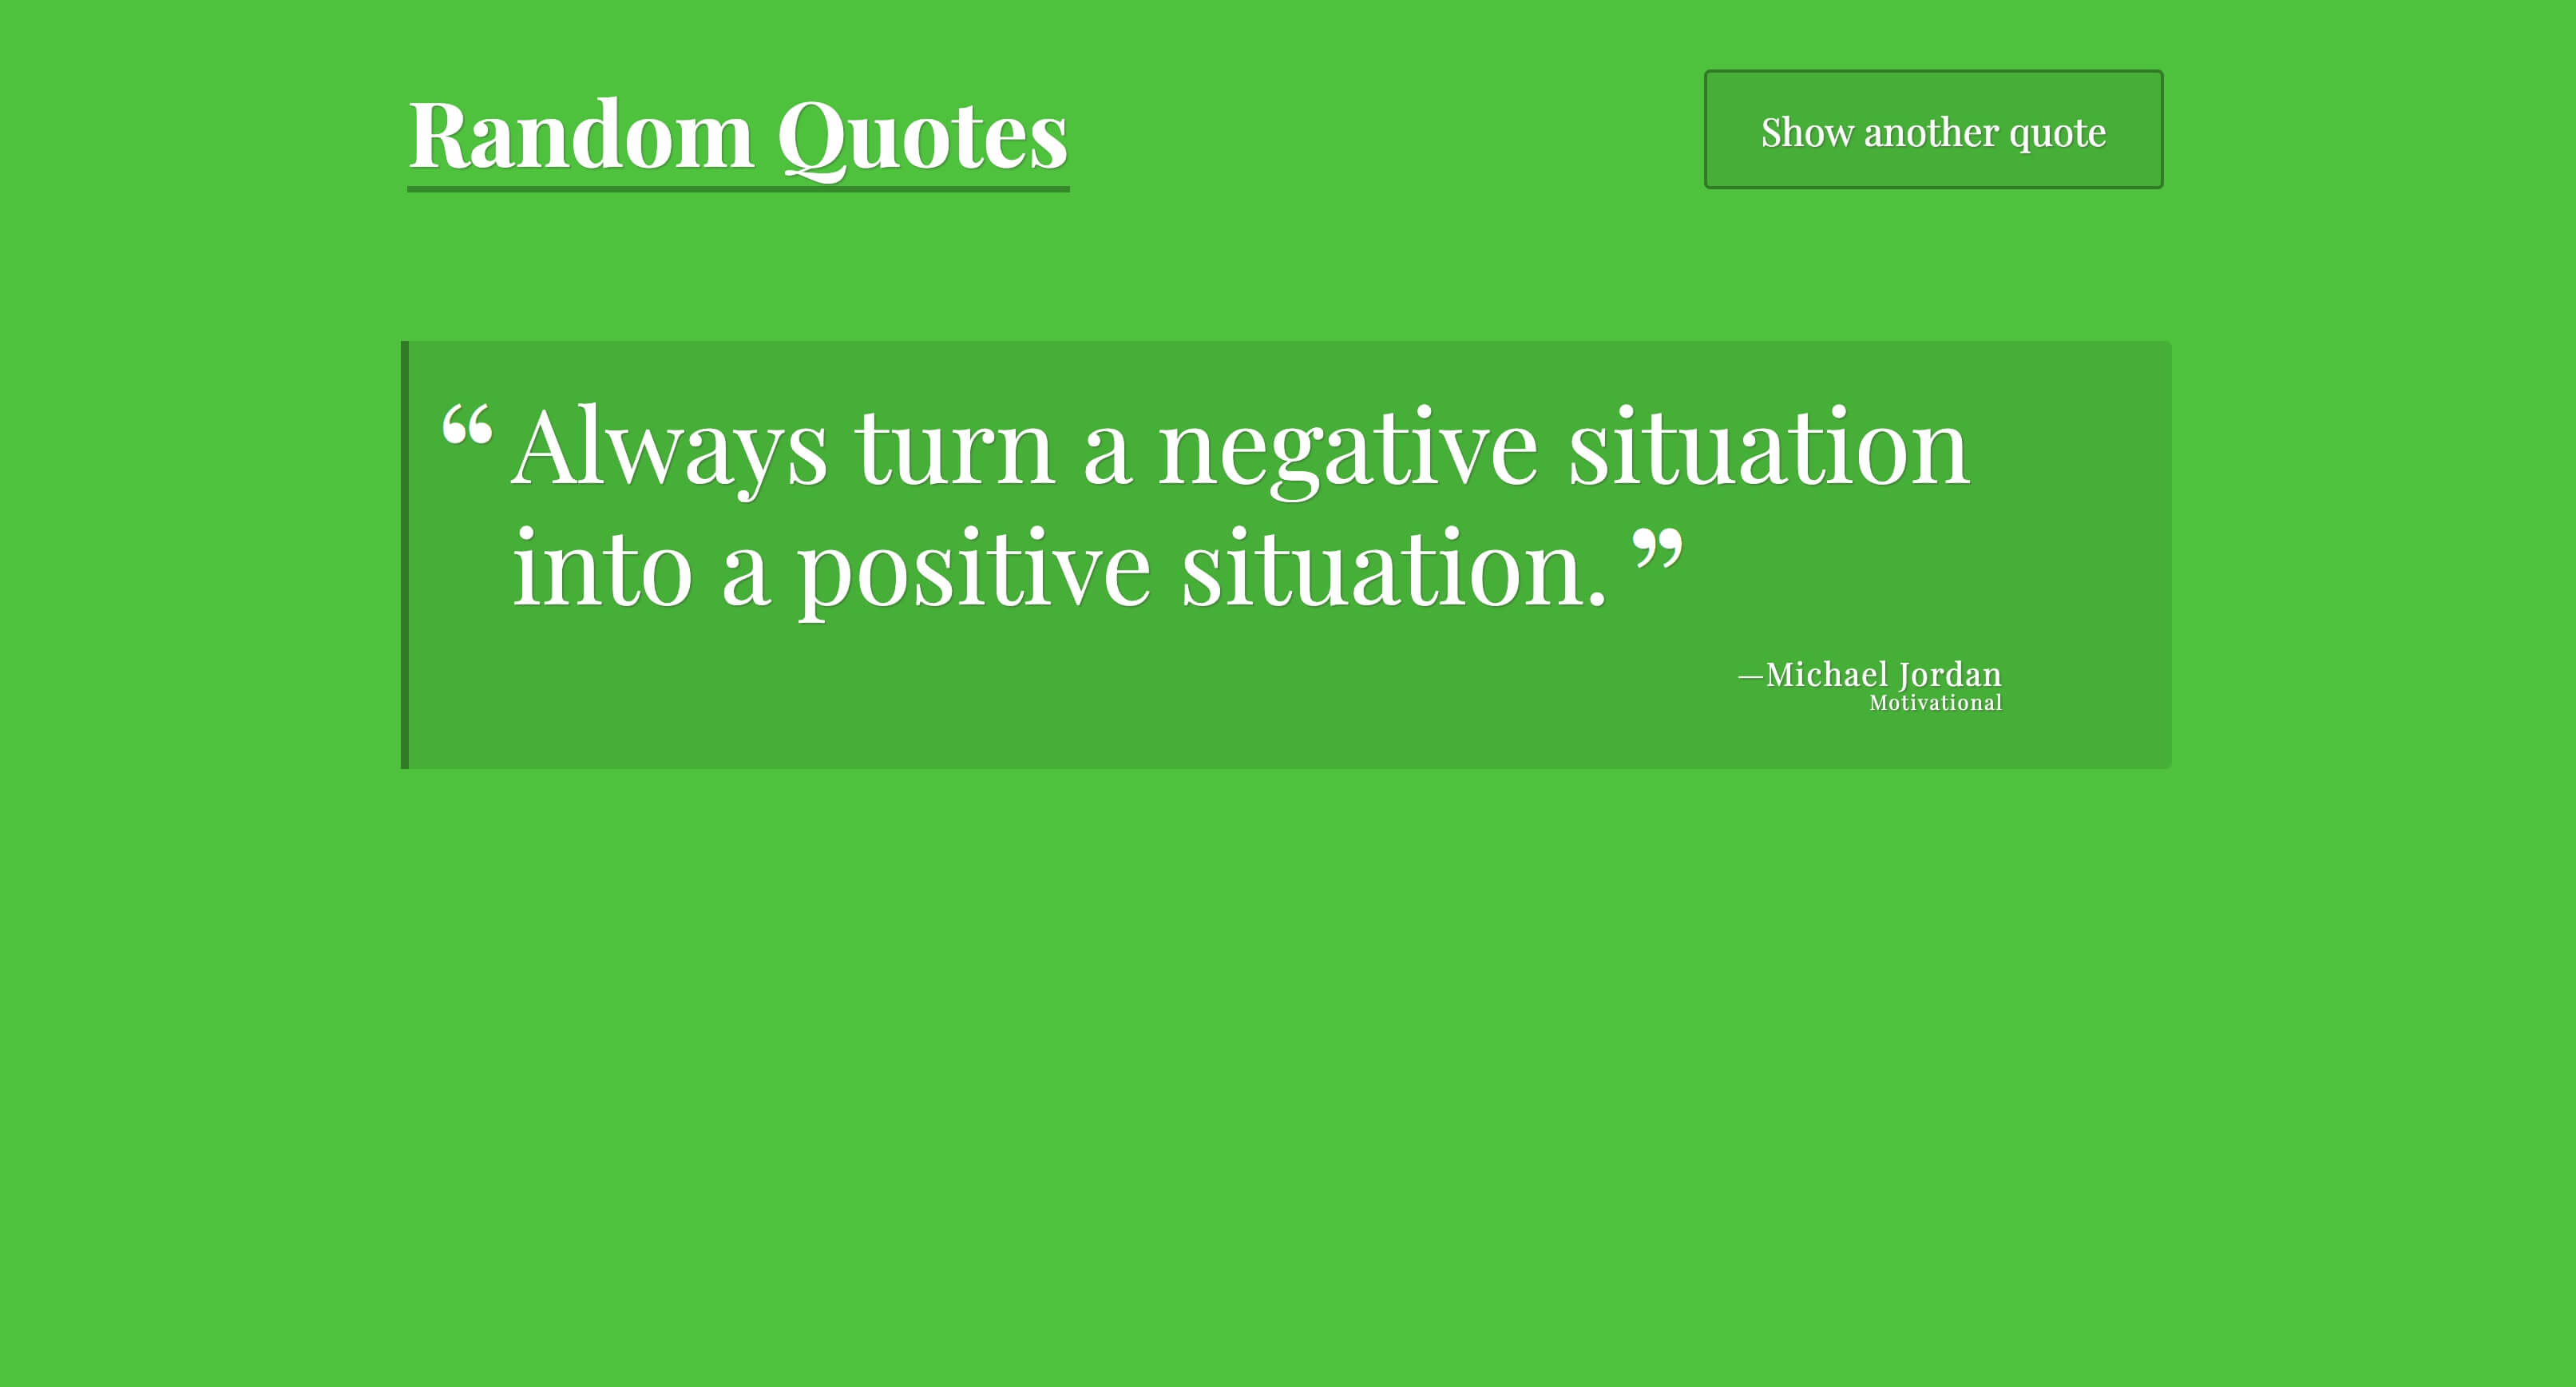 Random Quotes
Show another quote
“Always turn a negative situation
into a positive situation. ”
—Michael Jordan
Motivational